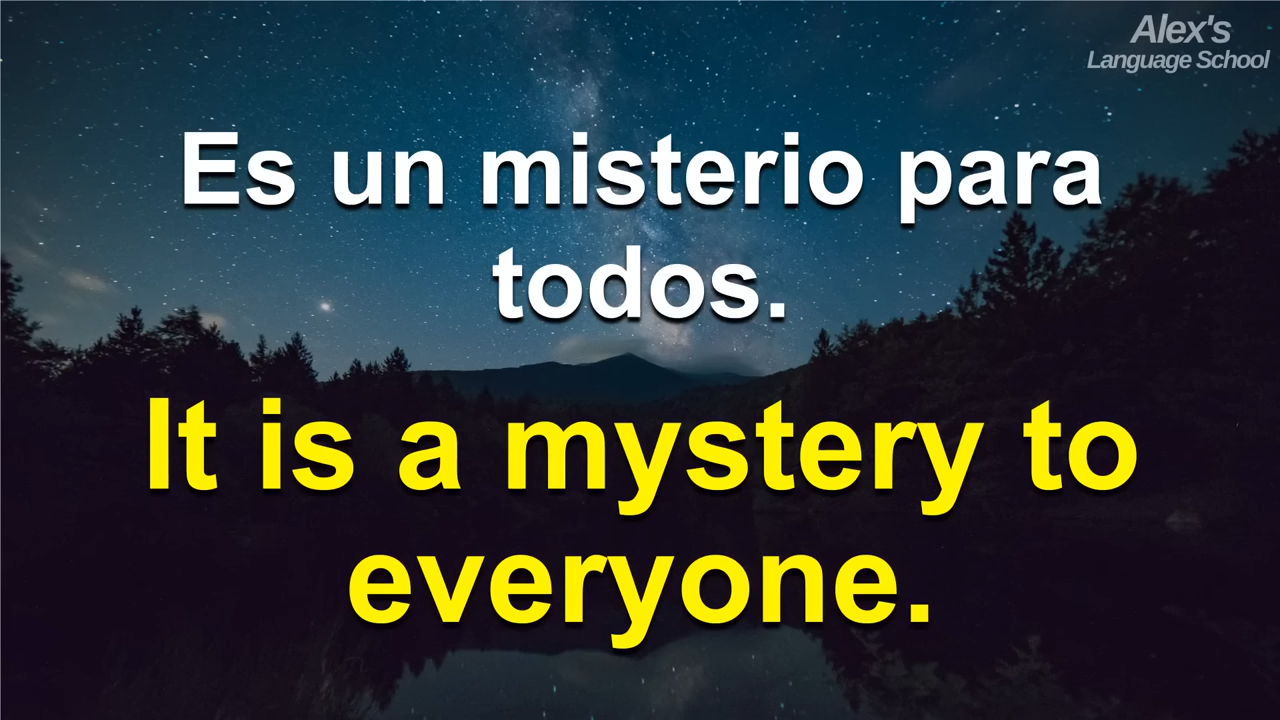 Alex's
Language School
Es un misterio para
todos.
It is a mystery to
everyone.